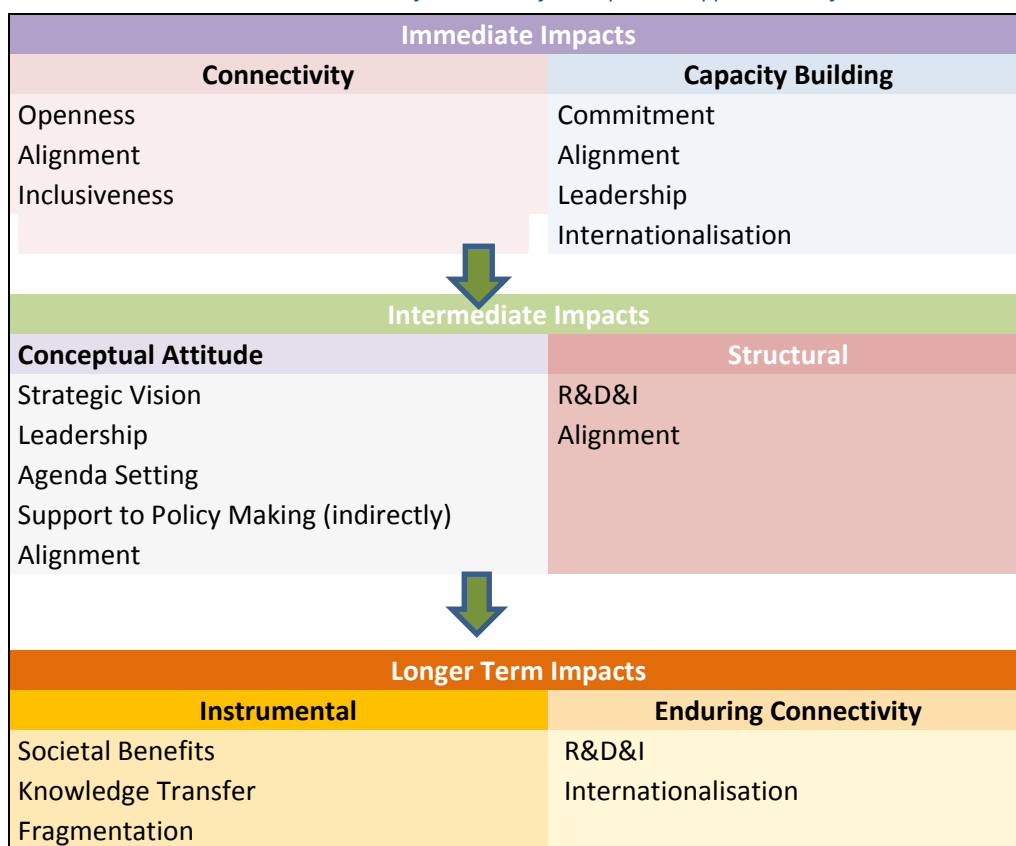 Immediate Impacts
Connectivity
Capacity Building
Openness
Alignment
Inclusiveness
Commitment
Alignment
Leadership
Internationalisation
Intermediate Impacts
Conceptual Attitude
Structural
Strategic Vision
Leadership
Agenda Setting
Support to Policy Making (indirectly)
Alignment
R&D&I
Alignment
Longer Term Impacts
Instrumental
Enduring Connectivity
Societal Benefits
Knowledge Transfer
Fragmentation
R&D&I
Internationalisation